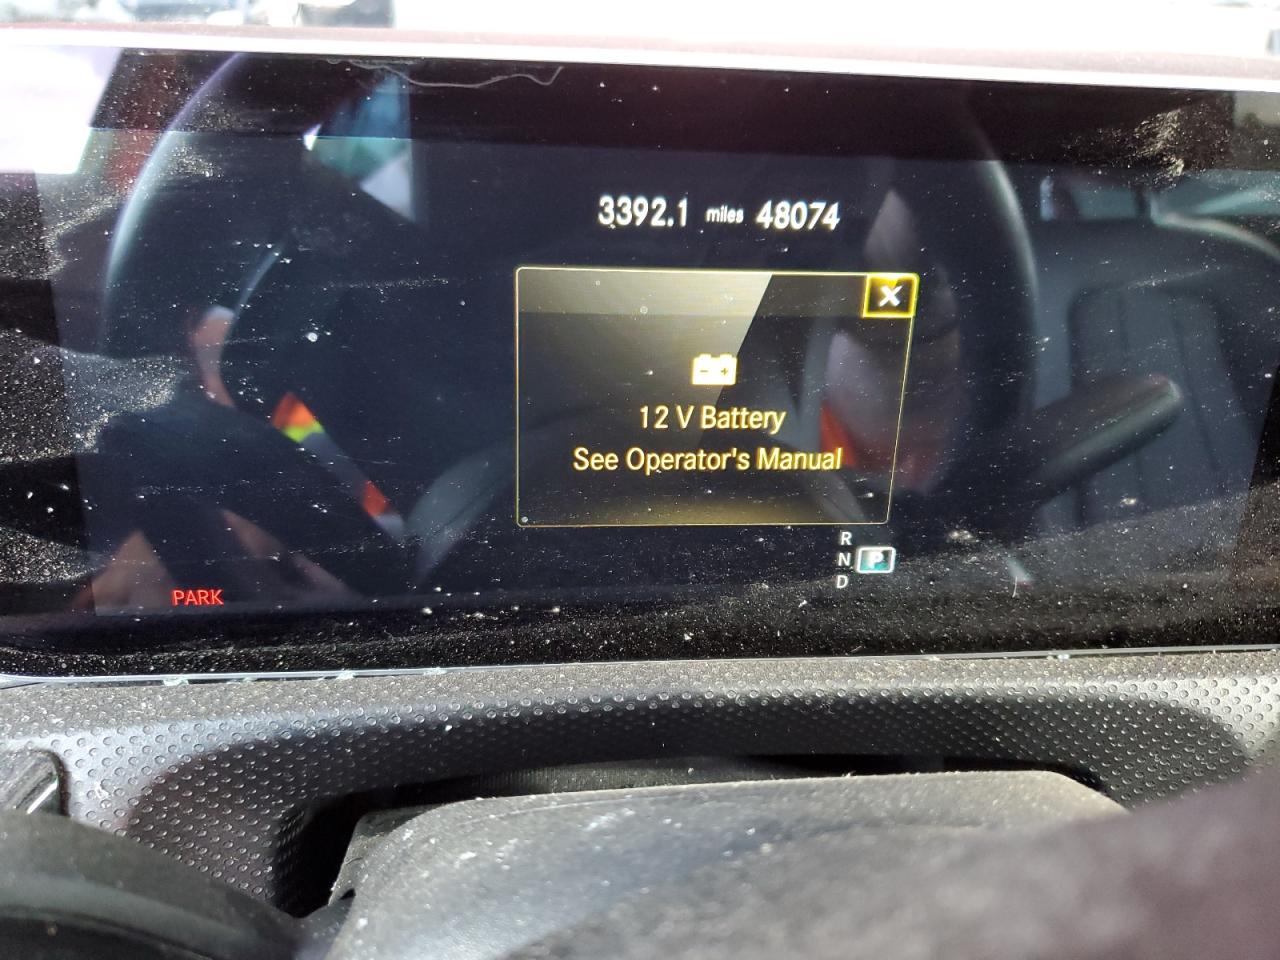 3392.1 miles 48074
X
12 V Battery
See Operator's Manual
R
N P
D
PARK